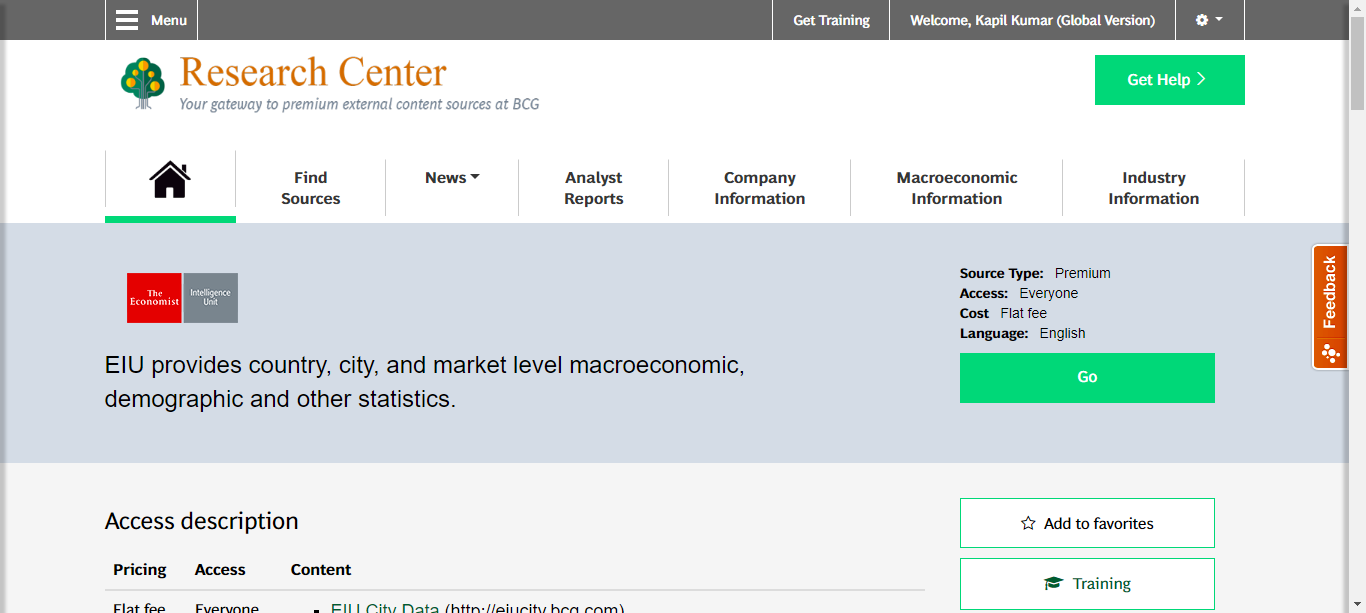 Menu
Get Training
Welcome, Kapil Kumar (Global Version)
Research Center
Your gateway to premium external content sources at BCG
Get Help
Find
Sources
News
Analyst
Reports
Company
Information
Macroeconomic
Information
Industry
Information
The
Economist
Intelligence
Unit
EIU provides country, city, and market level macroeconomic,
demographic and other statistics.
Source Type: Premium
Access: Everyone
Cost Flat fee
Language: English
Go
Feedback
Access description
Pricing Access Content
Flat fee Everyone EIU City Data (http://eiucity.bcg.com)
Add to favorites
Training